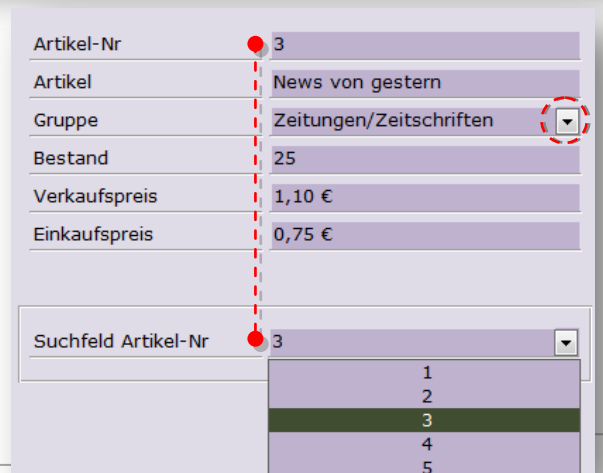 Artikel-Nr 3
Artikel News von gestern
Gruppe Zeitungen/Zeitschriften
Bestand 25
Verkaufspreis 1,10 €
Einkaufspreis 0,75 €
Suchfeld Artikel-Nr 3
1
2
3
4
5